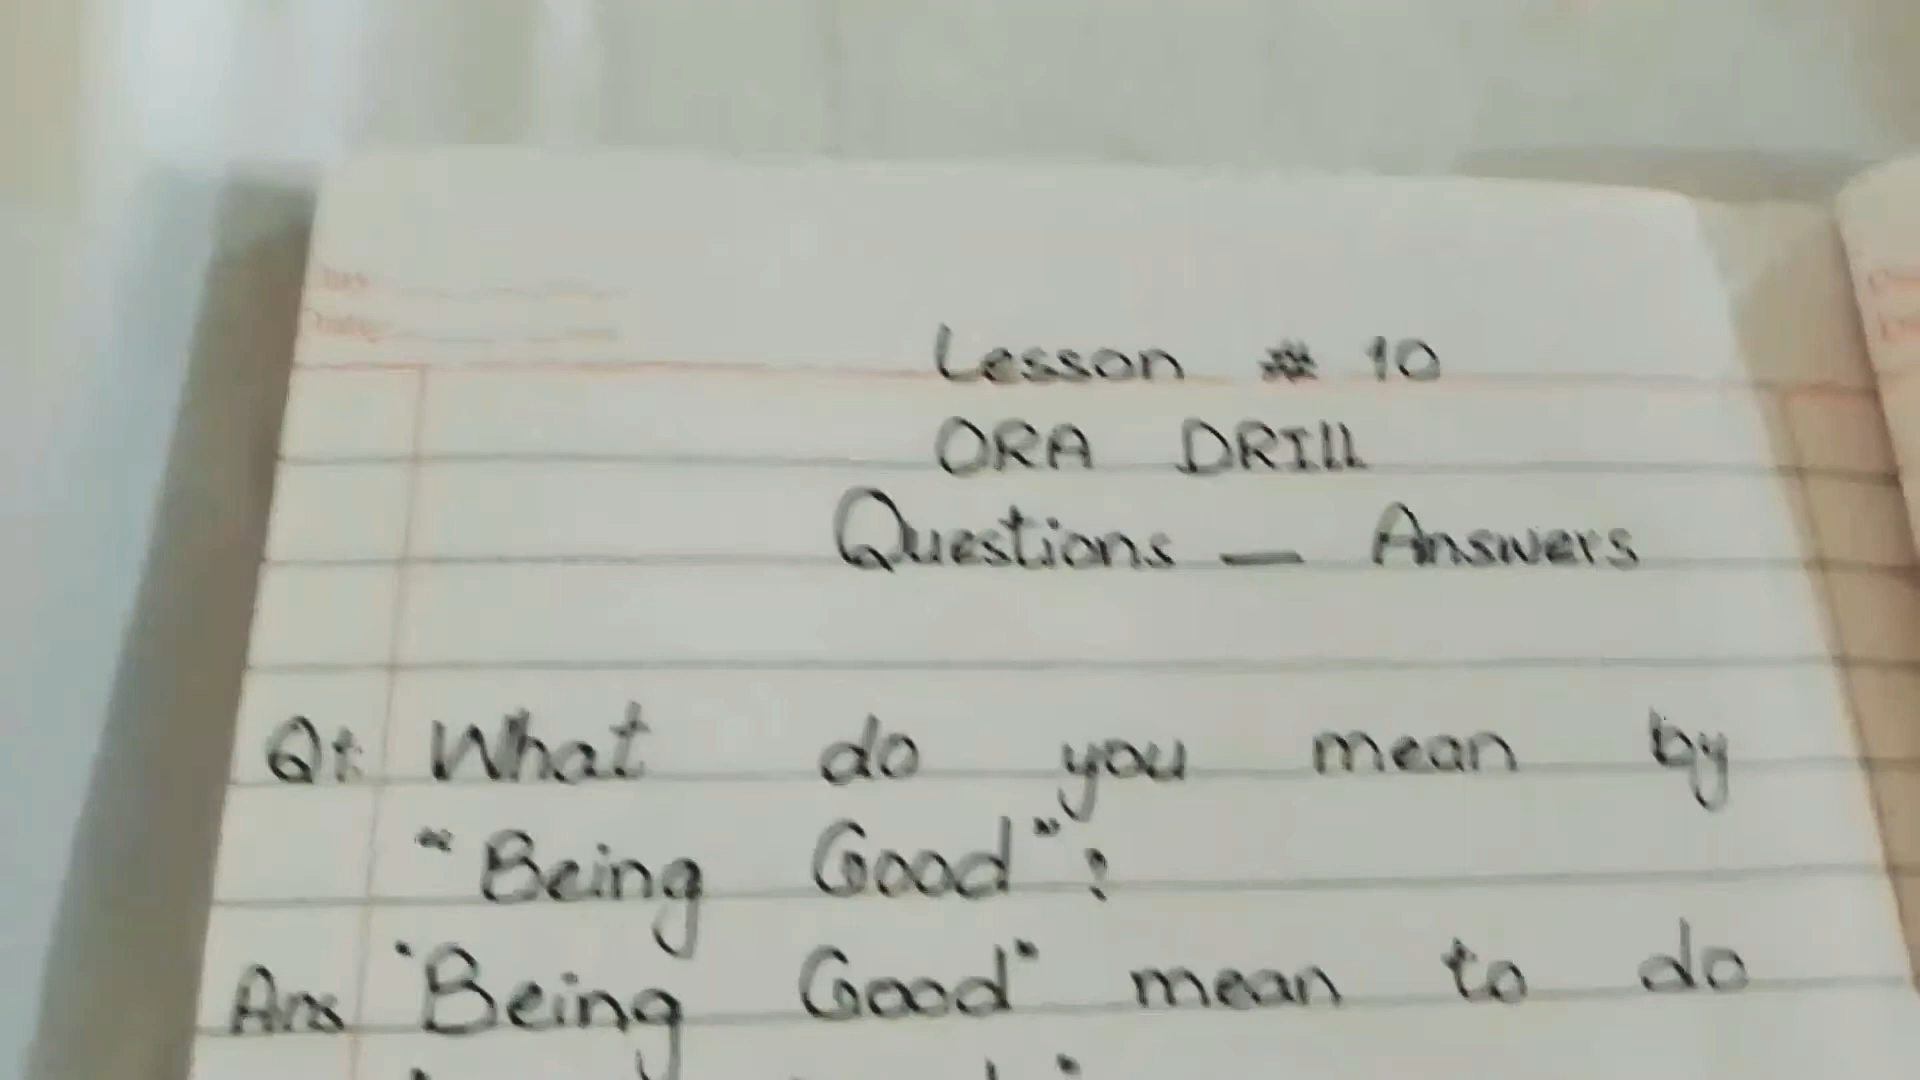 Lesson # 10
ORA DRILL
Questions — Answers
Q1: What do you mean by
"Being Good"?
Ans "Being Good" mean to do